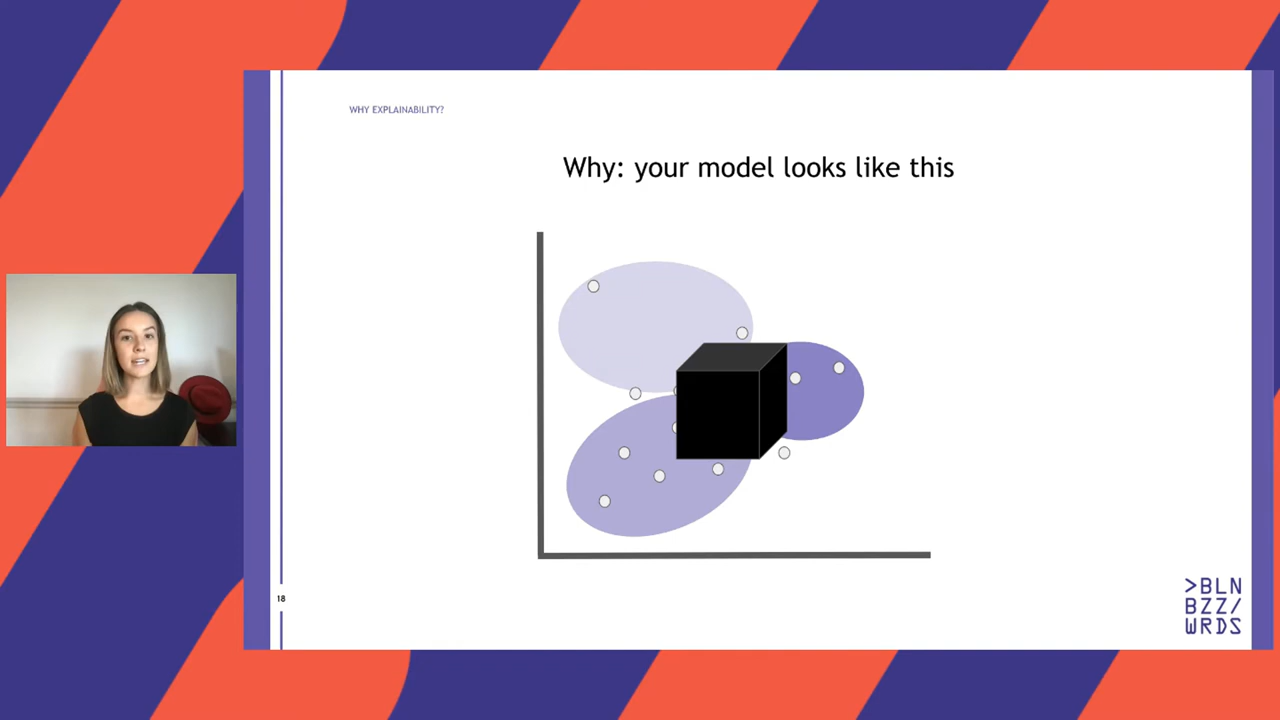 WHY EXPLAINABILITY?
Why: your model looks like this
18
>BLN
BZZ/
WRDS